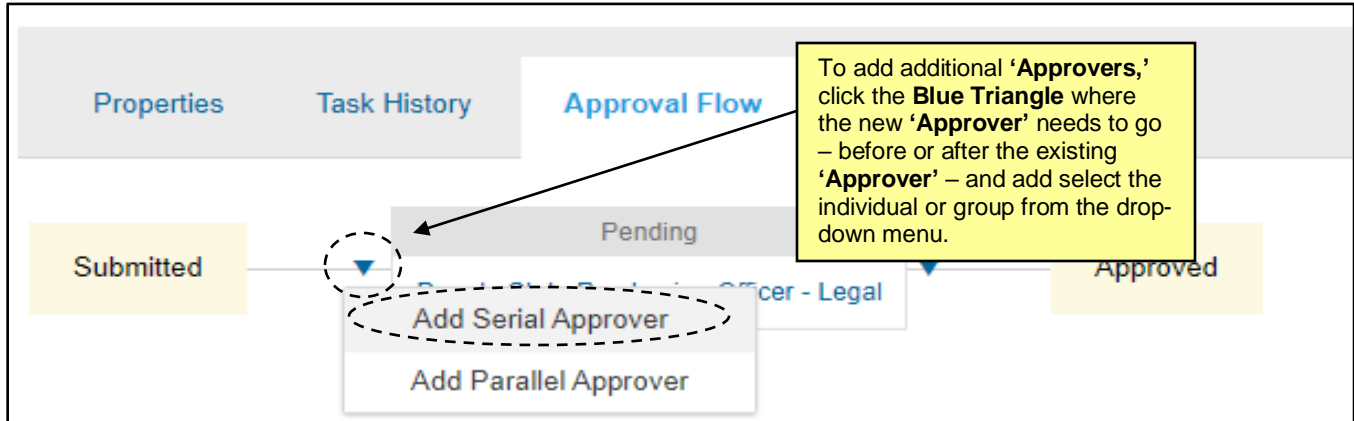 Properties
Task History
Approval Flow
To add additional ‘Approvers,’
click the Blue Triangle where
the new ‘Approver’ needs to go
– before or after the existing
‘Approver’ – and add select the
individual or group from the drop-
down menu.
Submitted
Pending
Officer - Legal
Approved
Add Serial Approver
Add Parallel Approver